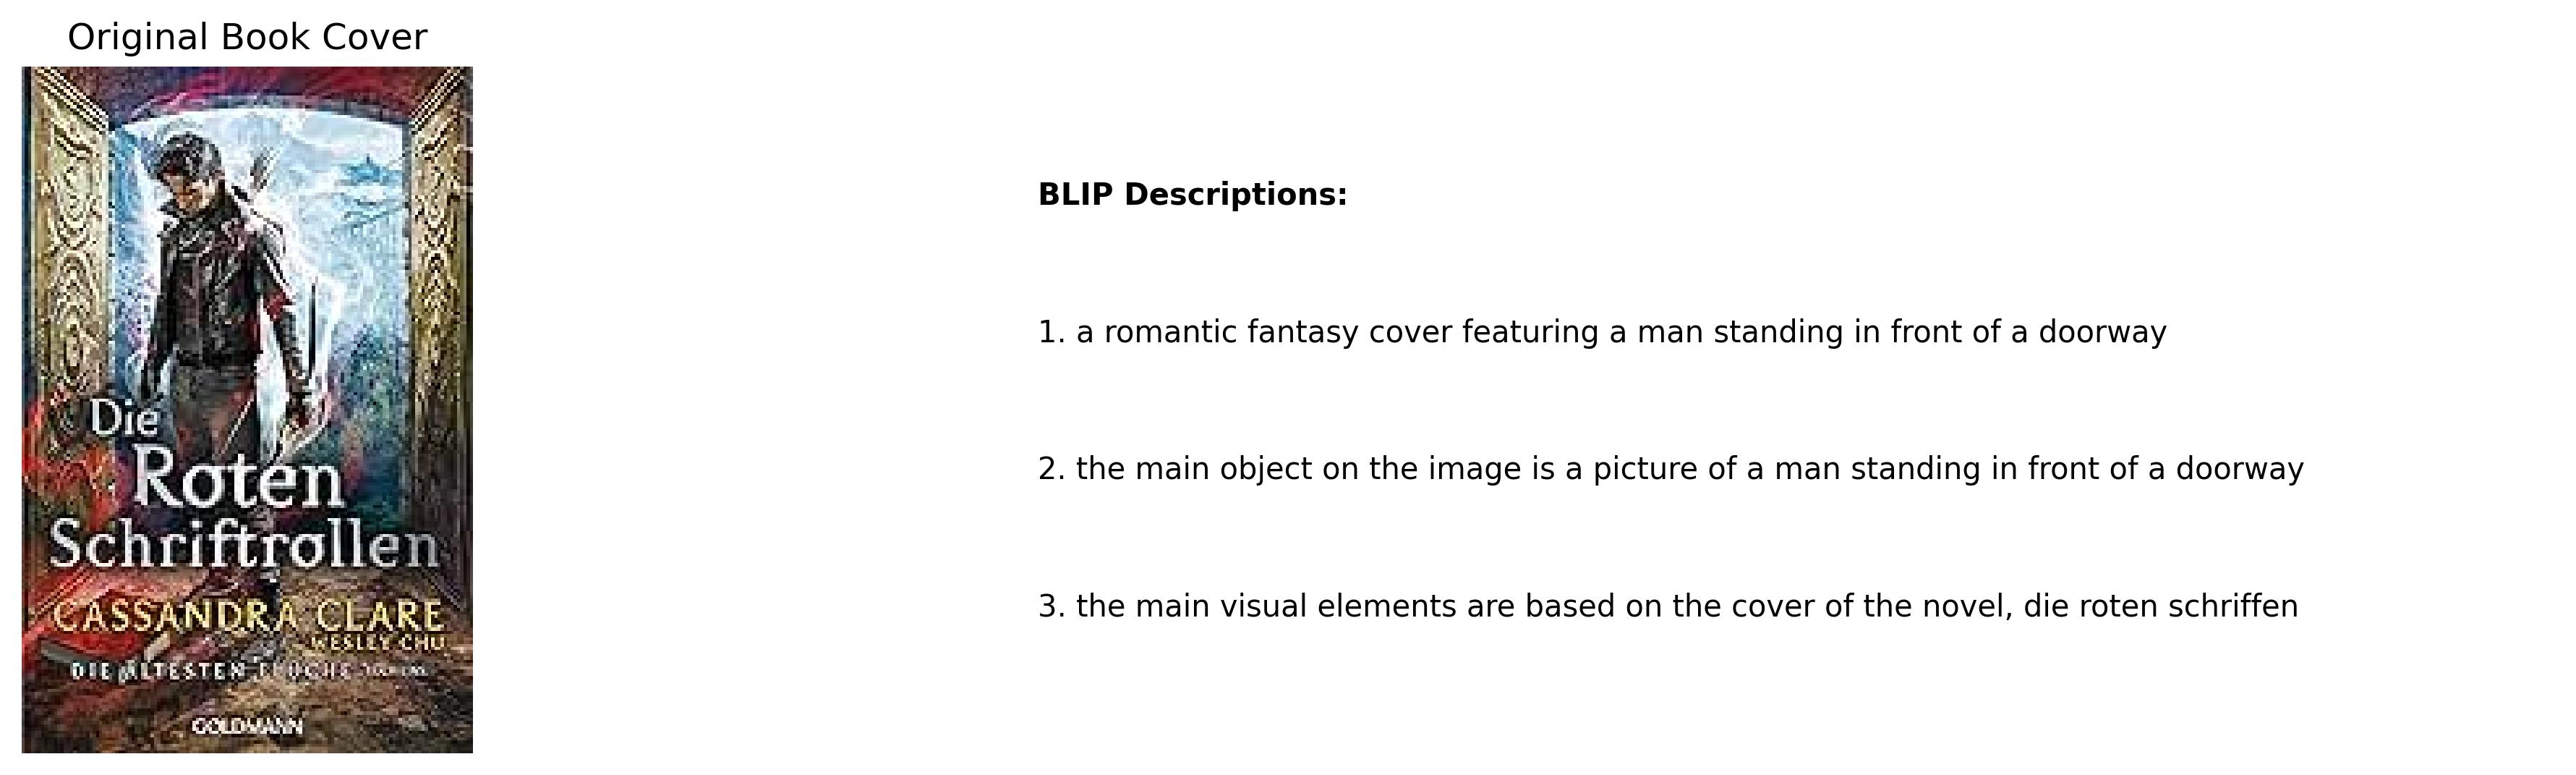 Original Book Cover
Die
Roten
Schriftrollen
CASSANDRA CLARE
WESLEY CHU
DIE ÄLTESTEN FLÜCHE
GOLDMANN
BLIP Descriptions:
1. a romantic fantasy cover featuring a man standing in front of a doorway
2. the main object on the image is a picture of a man standing in front of a doorway
3. the main visual elements are based on the cover of the novel, die roten schriffen